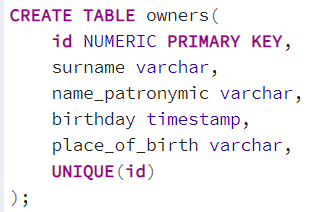 CREATE TABLE owners(
    id NUMERIC PRIMARY KEY,
    surname varchar,
    name_patronymic varchar,
    birthday timestamp,
    place_of_birth varchar,
    UNIQUE(id)
);